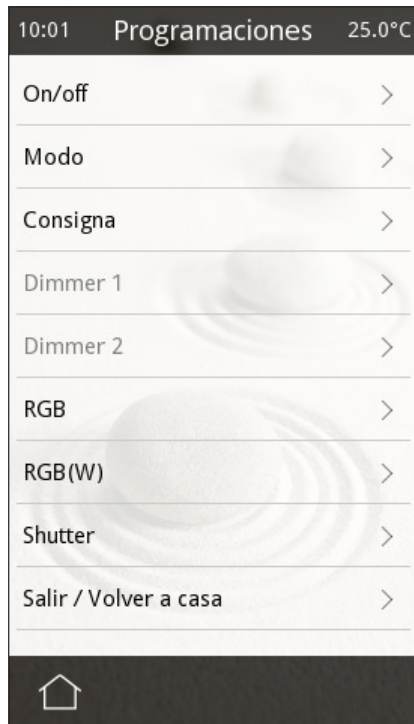 10:01 Programaciones 25.0°C
On/off
Modo
Consigna
Dimmer 1
Dimmer 2
RGB
RGB(W)
Shutter
Salir / Volver a casa